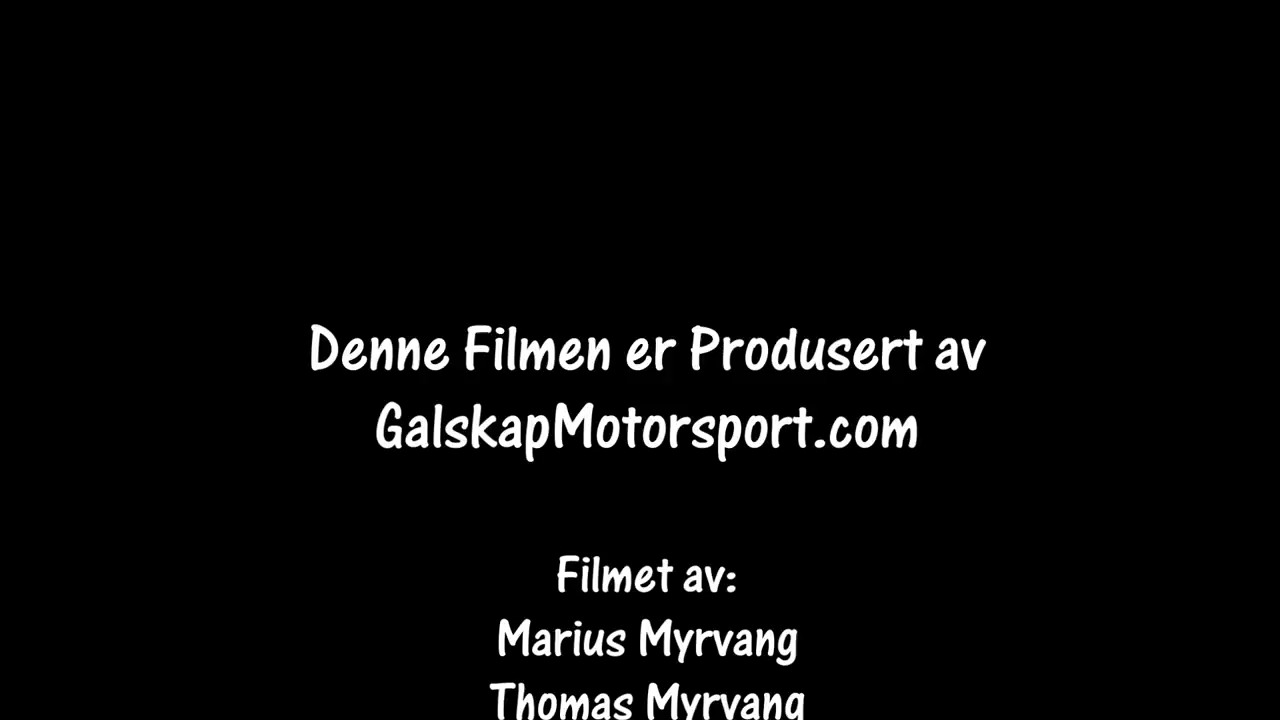 Denne Filmen er Produsert av
GalskapMotorsport.com
Filmet av:
Marius Myrvang
Thomas Myrvang